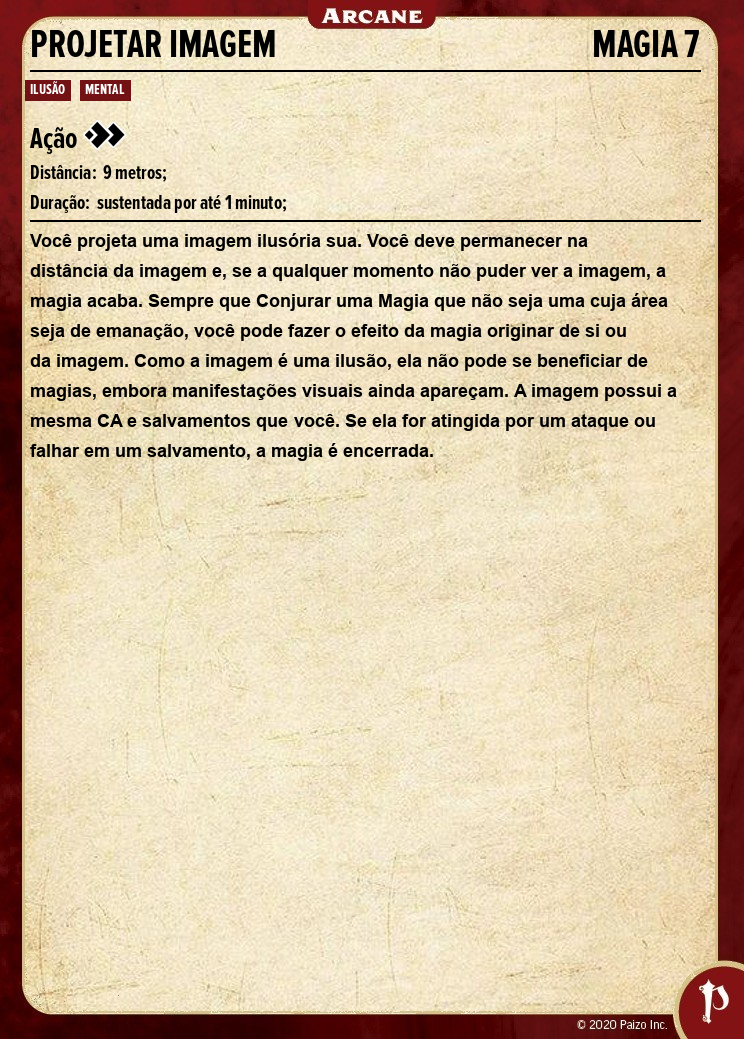 ARCANE
PROJETAR IMAGEM MAGIA 7
ILUSÃO MENTAL
Ação
Distância: 9 metros;
Duração: sustentada por até 1 minuto;
Você projeta uma imagem ilusória sua. Você deve permanecer na
distância da imagem e, se a qualquer momento não puder ver a imagem, a
magia acaba. Sempre que Conjurar uma Magia que não seja uma cuja área
seja de emanação, você pode fazer o efeito da magia originar de si ou
da imagem. Como a imagem é uma ilusão, ela não pode se beneficiar de
magias, embora manifestações visuais ainda apareçam. A imagem possui a
mesma CA e salvamentos que você. Se ela for atingida por um ataque ou
falhar em um salvamento, a magia é encerrada.
© 2020 Paizo Inc.
P